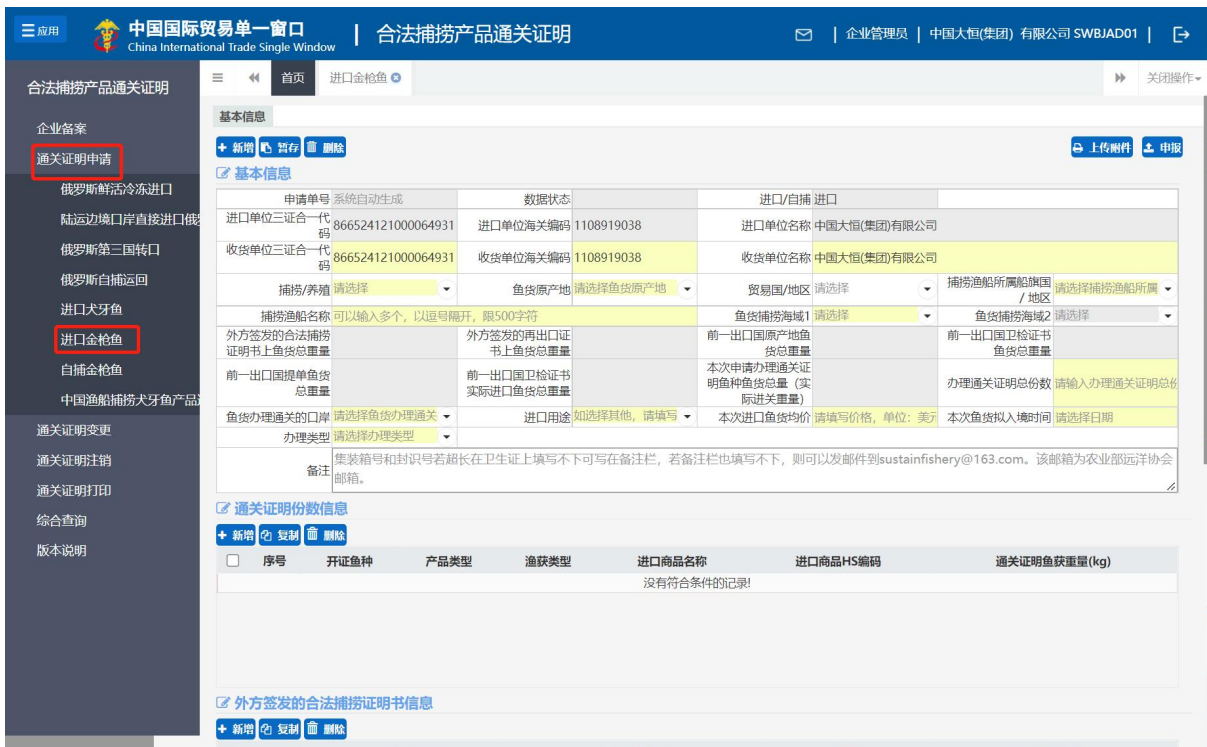 应用
中国国际贸易单一窗口
China International Trade Single Window
合法捕捞产品通关证明
企业管理员
中国大恒(集团) 有限公司 SWBJAD01
合法捕捞产品通关证明
首页
进口金枪鱼
关闭操作
企业备案
通关证明申请
俄罗斯鲜活冷冻进口
陆运边境口岸直接进口俄
俄罗斯第三国转口
俄罗斯自捕运回
进口犬牙鱼
进口金枪鱼
自捕金枪鱼
中国渔船捕捞犬牙鱼产品
通关证明变更
通关证明注销
通关证明打印
综合查询
版本说明
基本信息
新增 暂存 删除 上传附件 申报
基本信息
申请单号 系统自动生成 数据状态 进口/自捕 进口
进口单位三证合一代码 866524121000064931 进口单位海关编码 1108919038 进口单位名称 中国大恒(集团)有限公司
收货单位三证合一代码 866524121000064931 收货单位海关编码 1108919038 收货单位名称 中国大恒(集团)有限公司
捕捞/养殖 请选择 鱼货原产地 请选择鱼货原产地 贸易国/地区 请选择 捕捞渔船所属船旗国/地区 请选择捕捞渔船所属
捕捞渔船名称 可以输入多个，以逗号隔开，限500字符 鱼货捕捞海域1 请选择 鱼货捕捞海域2 请选择
外方签发的合法捕捞证明书上鱼货总重量 外方签发的再出口证书上鱼货总重量 前一出口国原产地鱼货总重量 前一出口国卫检证书鱼货总重量
前一出口国提单鱼货总重量 前一出口国卫检证书实际进口鱼货总重量 本次申请办理通关证明鱼种鱼货总量（实际进关重量） 办理通关证明总份数 请输入办理通关证明总份
鱼货办理通关的口岸 请选择鱼货办理通关 进口用途 如选择其他，请填写 本次进口鱼货均价 请填写价格，单位：美元 本次鱼货拟入境时间 请选择日期
办理类型 请选择办理类型
备注 集装箱号和封识号若超长在卫生证上填写不下可写在备注栏，若备注栏也填写不下，则可以发邮件到sustainfishery@163.com。该邮箱为农业部远洋协会
邮箱。
通关证明份数信息
新增 复制 删除
序号 开证鱼种 产品类型 渔获类型 进口商品名称 进口商品HS编码 通关证明鱼获重量(kg)
没有符合条件的记录!
外方签发的合法捕捞证明书信息
新增 复制 删除